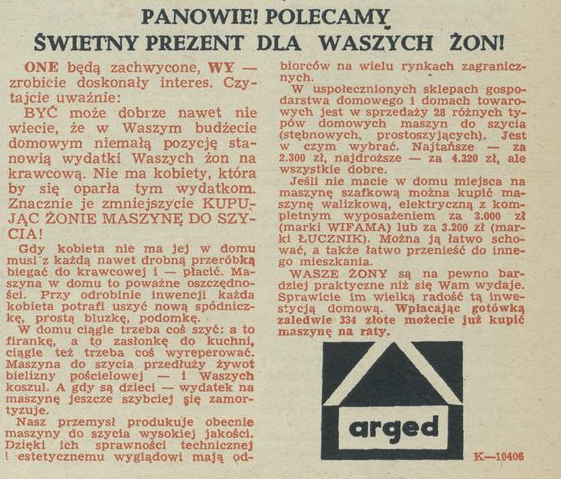 PANOWIE! POLECAMY
ŚWIETNY PREZENT DLA WASZYCH ŻON!
ONE będą zachwycone, WY —
zrobicie doskonały interes. Czy-
tajcie uważnie:
BYĆ może dobrze nawet nie
wiecie, że w Waszym budżecie
domowym niemałą pozycję sta-
nowią wydatki Waszych żon na
krawcową. Nie ma kobiety, która
by się oparła tym wydatkom.
Znacznie je zmniejszycie KUPU-
JĄC ŻONIE MASZYNĘ DO SZY-
CIA!
Gdy kobieta nie ma jej w domu
musi z każdą nawet drobną przeróbką
biegać do krawcowej i — płacić. Ma-
szyna w domu to poważne oszczędno-
ści. Przy odrobinie inwencji każda
kobieta potrafi uszyć nową spódnicz-
kę, prostą bluzkę, podomkę.
W domu ciągle trzeba coś szyć: a to
firankę, a to zasłonkę do kuchni,
ciągle też trzeba coś wyreperować.
Maszyna do szycia przedłuży żywot
bielizny pościelowej — i Waszych
koszul. A gdy są dzieci — wydatek na
maszynę jeszcze szybciej się zamor-
tyzuje.
Nasz przemysł produkuje obecnie
maszyny do szycia wysokiej jakości.
Dzięki ich sprawności technicznej
i estetycznemu wyglądowi mają od-
biorców na wielu rynkach zagranicz-
nych.
W uspołecznionych sklepach gospo-
darstwa domowego i domach towaro-
wych jest w sprzedaży 28 różnych ty-
pów domowych maszyn do szycia
(stębnowych, prostoszyjących). Jest
w czym wybrać. Najtańsze — za
2.300 zł, najdroższe — za 4.320 zł, ale
wszystkie dobre.
Jeśli nie macie w domu miejsca na
maszynę szafkową można kupić ma-
szynę walizkową, elektryczną z kom-
pletnym wyposażeniem za 3.000 zł
(marki WIFAMA) lub za 3.200 (mar-
ki ŁUCZNIK). Można ją łatwo scho-
wać, a także łatwo przenieść do inne-
go mieszkania.
WASZE ŻONY są na pewno bar-
dziej praktyczne niż się Wam wydaje.
Sprawicie im wielką radość tą inwe-
stycją domową. Wpłacając gotówką
zaledwie 334 złote możecie już kupić
maszynę na raty.
arged
K—10406